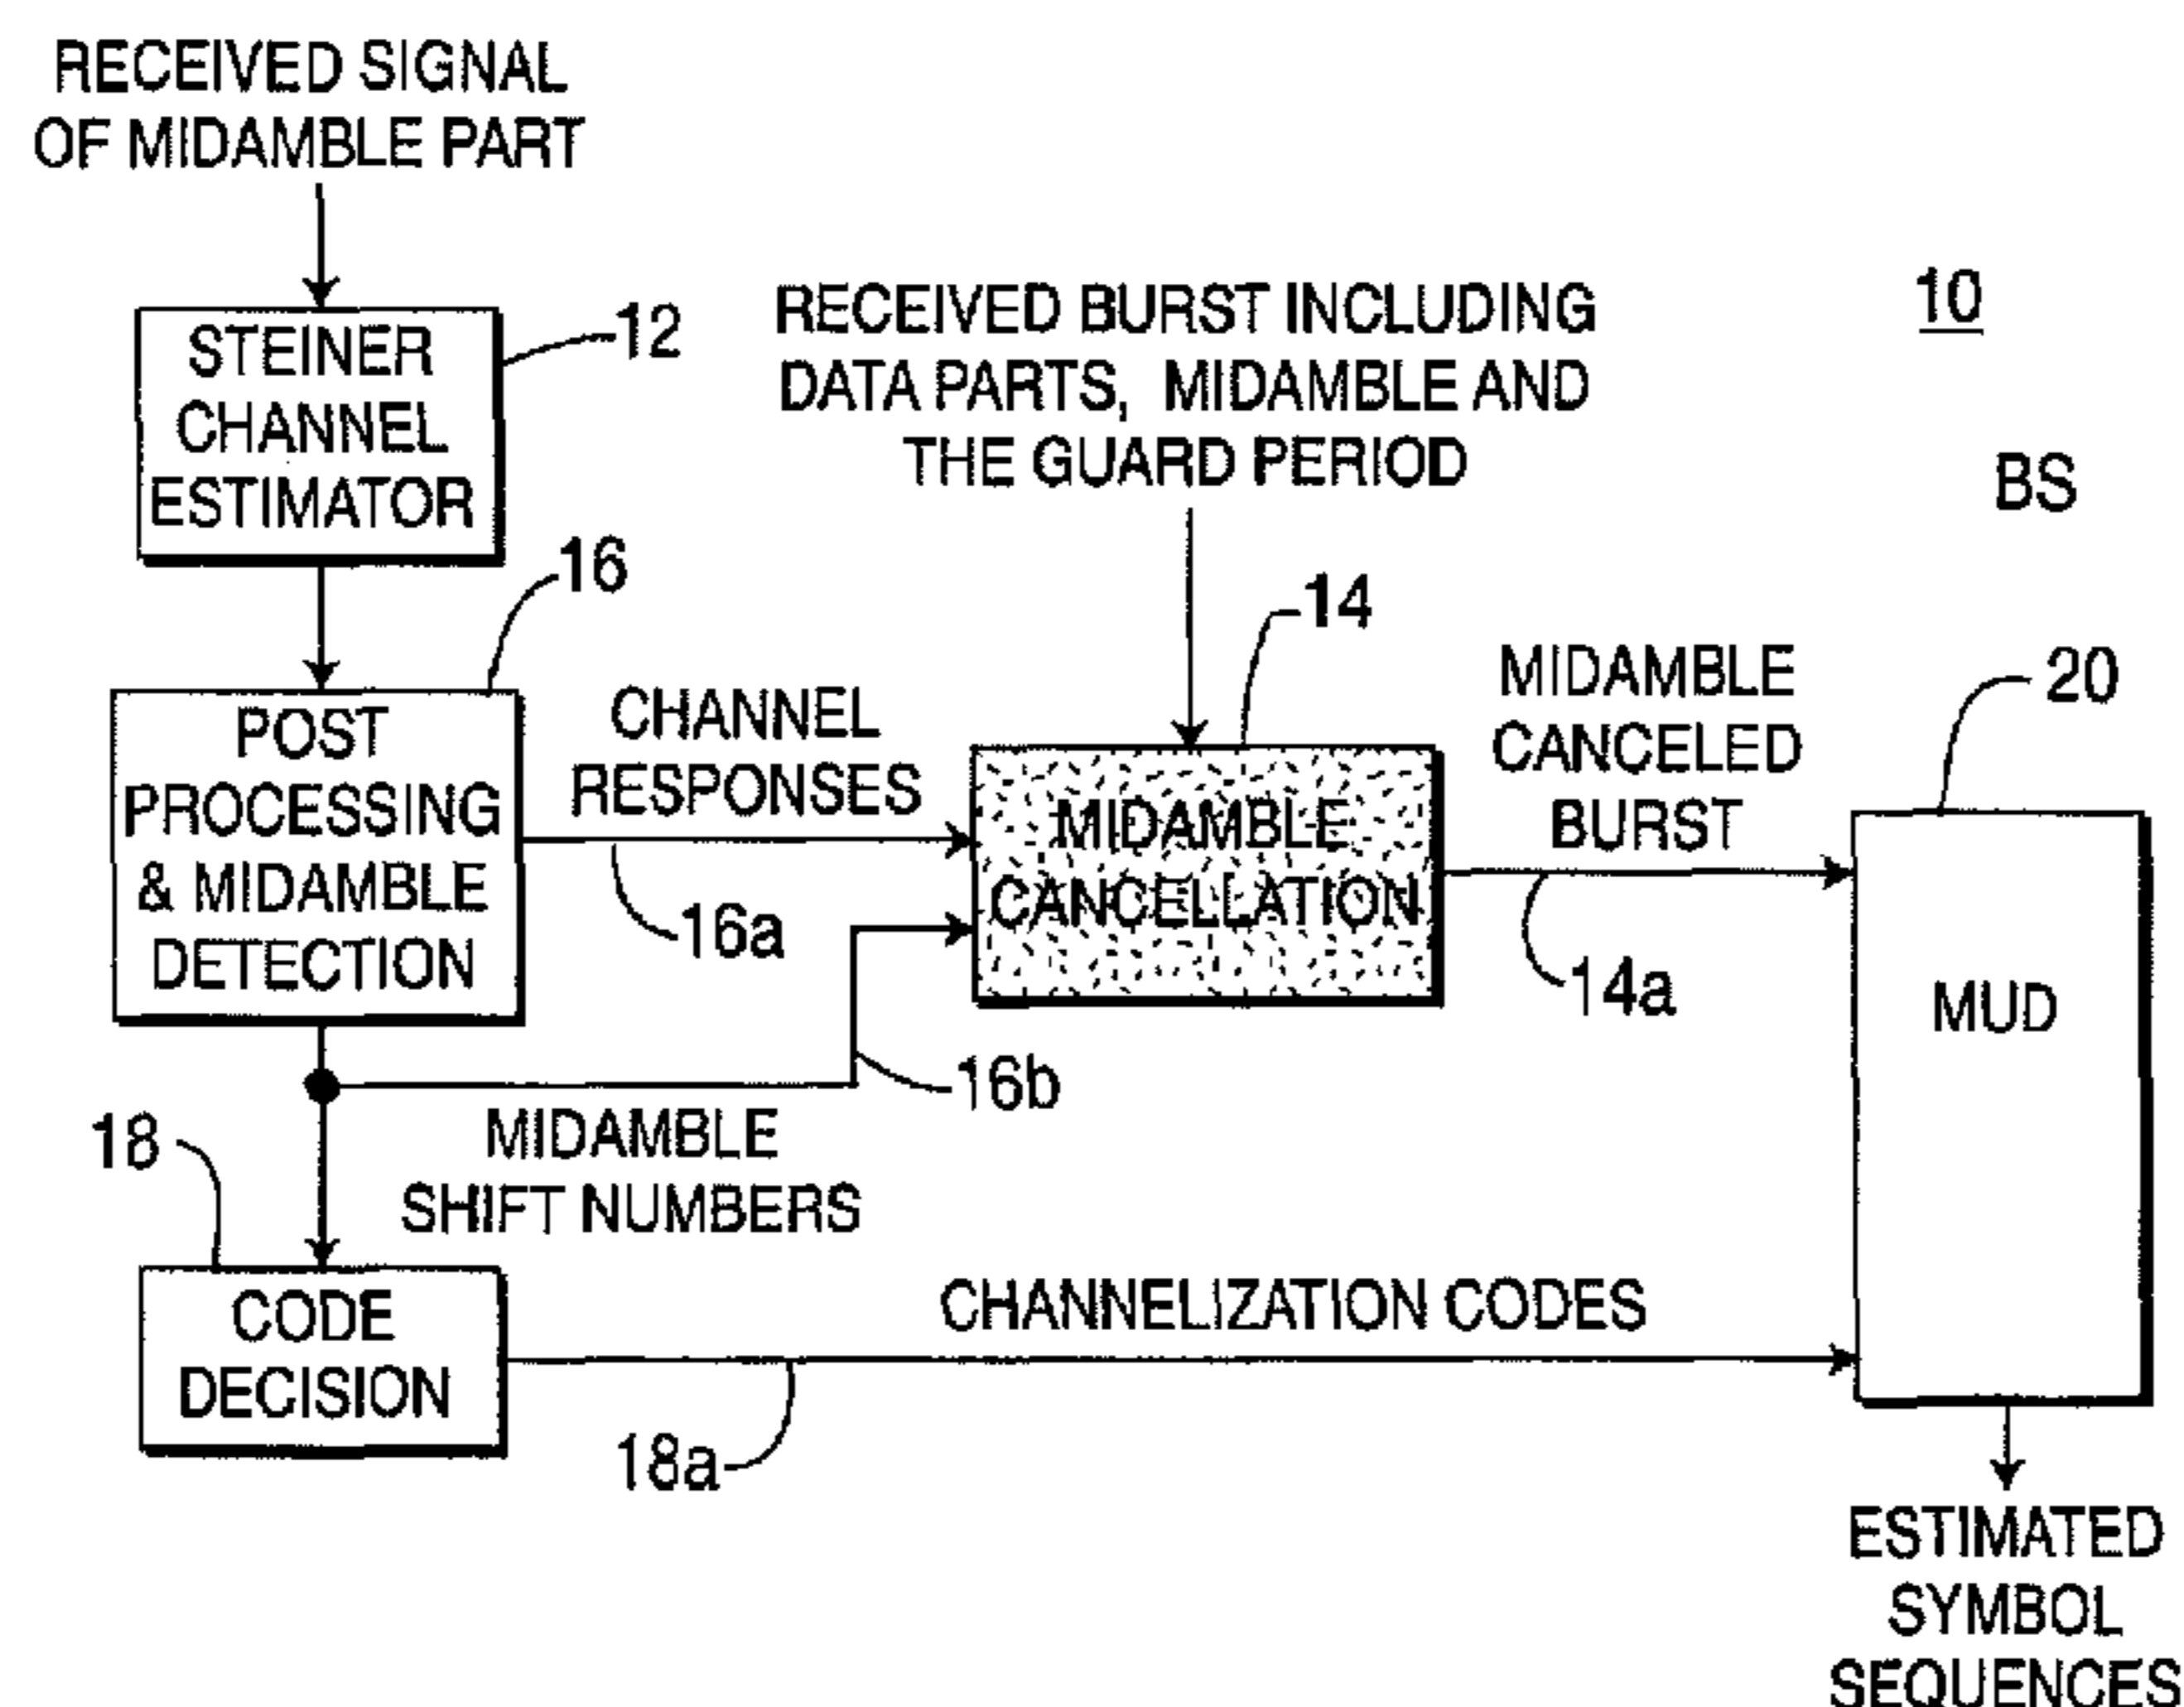 RECEIVED SIGNAL
OF MIDAMBLE PART
STEINER
CHANNEL
ESTIMATOR
12
RECEIVED BURST INCLUDING
DATA PARTS, MIDAMBLE AND
THE GUARD PERIOD
10
BS
16
14
POST
PROCESSING
& MIDAMBLE
DETECTION
CHANNEL
RESPONSES
16a
MIDAMBLE
CANCELLATION
MIDAMBLE
CANCELED
BURST
14a
20
MUD
16b
MIDAMBLE
SHIFT NUMBERS
18
CODE
DECISION
CHANNELIZATION CODES
18a
ESTIMATED
SYMBOL
SEQUENCES